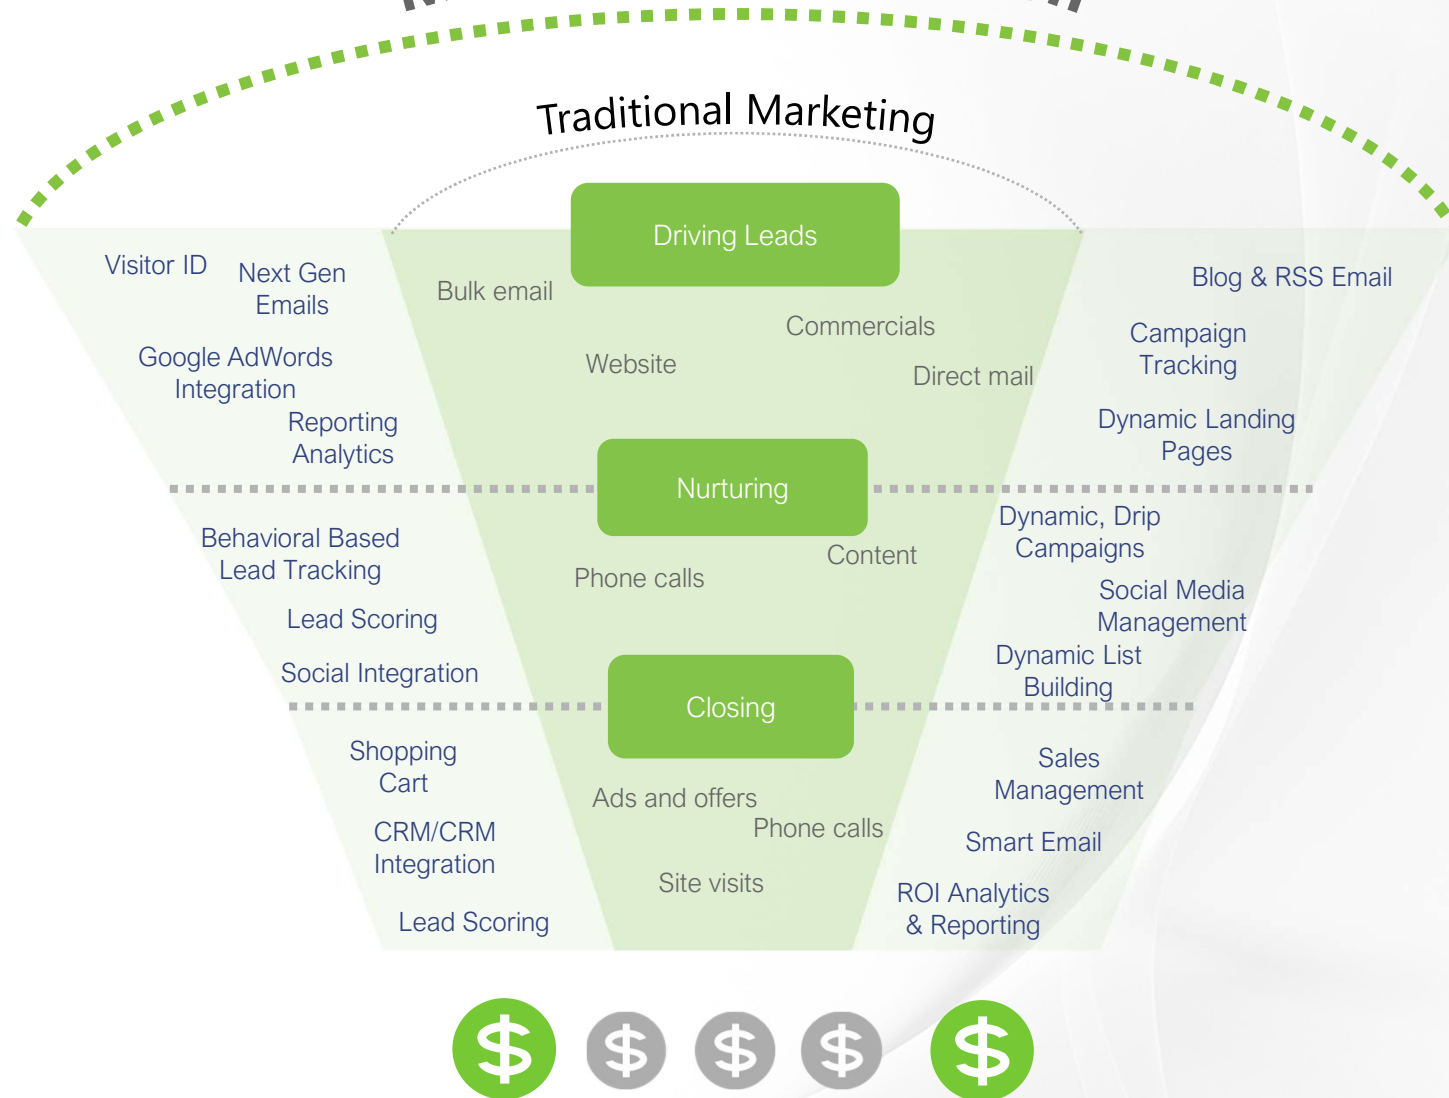 Traditional Marketing
Driving Leads
Visitor ID
Next Gen
Emails
Google AdWords
Integration
Reporting
Analytics
Bulk email
Website
Commercials
Direct mail
Blog & RSS Email
Campaign
Tracking
Dynamic Landing
Pages
Nurturing
Behavioral Based
Lead Tracking
Lead Scoring
Social Integration
Phone calls
Content
Dynamic, Drip
Campaigns
Social Media
Management
Dynamic List
Building
Closing
Shopping
Cart
CRM/CRM
Integration
Lead Scoring
Ads and offers
Phone calls
Site visits
Sales
Management
Smart Email
ROI Analytics
& Reporting
$ $ $ $ $